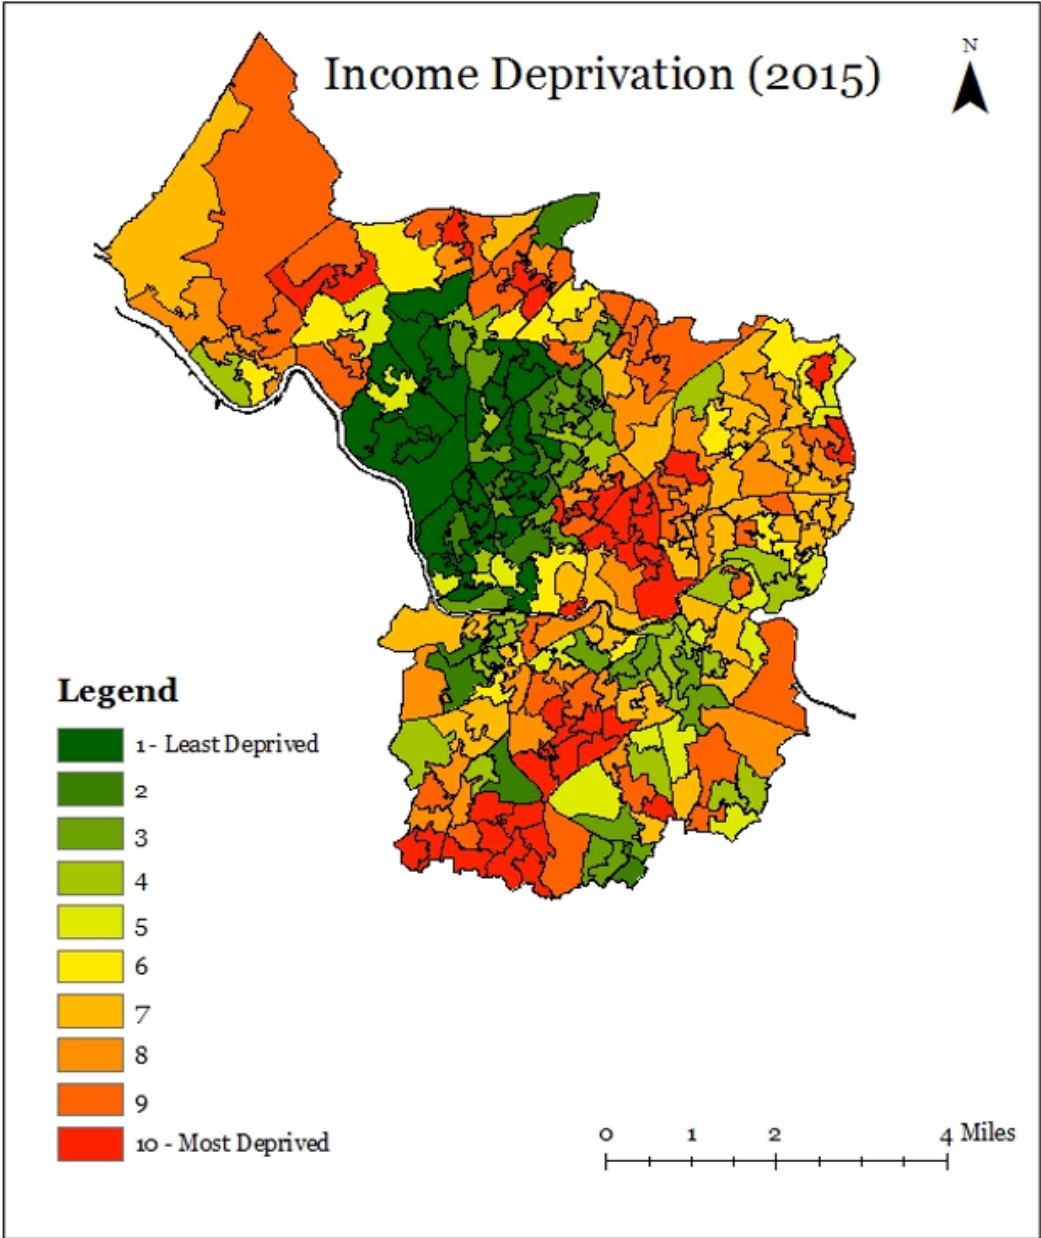 Income Deprivation (2015)
N
Legend
1 - Least Deprived
2
3
4
5
6
7
8
9
10 - Most Deprived
0 1 2 4 Miles